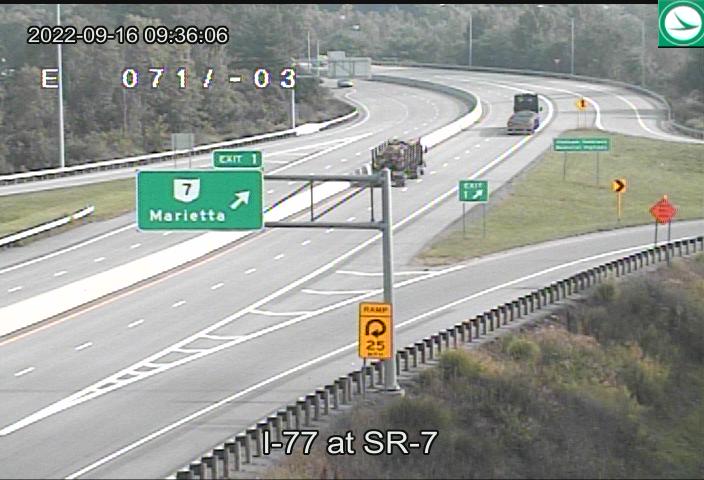 2022-09-16 09:36:06
E 071/-03
EXIT 1
7
Marietta
EXIT
1
RAMP
25
MPH
I-77 at SR-7